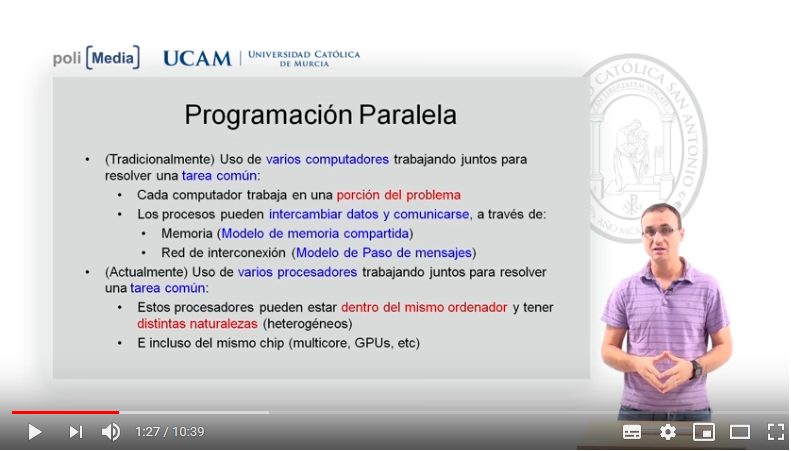 poli [Media]
UCAM
UNIVERSIDAD CATÓLICA
DE MURCIA
CATÓLICA SAN ANTONIO
Programación Paralela
• (Tradicionalmente) Uso de varios computadores trabajando juntos para
resolver una tarea común:
• Cada computador trabaja en una porción del problema
• Los procesos pueden intercambiar datos y comunicarse, a través de:
• Memoria (Modelo de memoria compartida)
• Red de interconexión (Modelo de Paso de mensajes)
• (Actualmente) Uso de varios procesadores trabajando juntos para resolver
una tarea común:
• Estos procesadores pueden estar dentro del mismo ordenador y tener
distintas naturalezas (heterogéneos)
• E incluso del mismo chip (multicore, GPUs, etc)
1:27 / 10:39